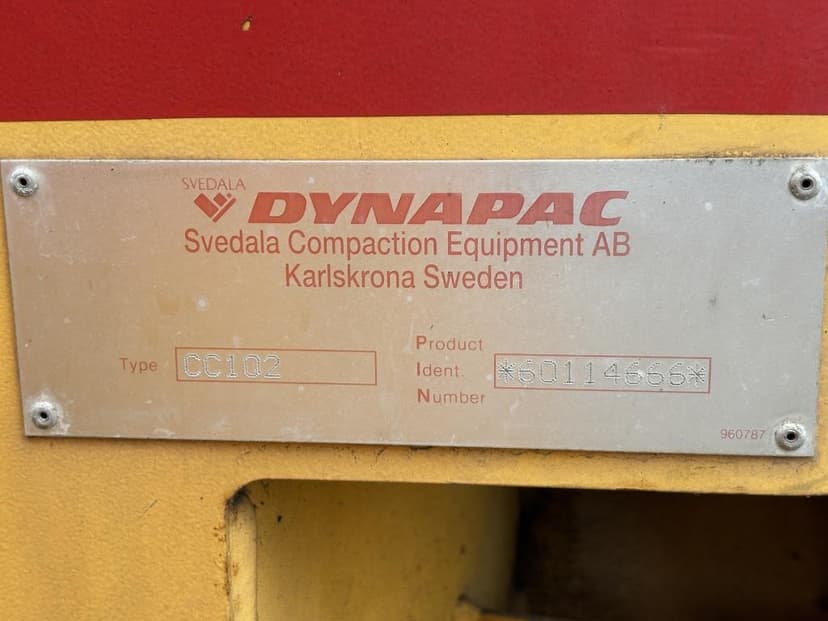 SVEDALA
DYNAPAC
Svedala Compaction Equipment AB
Karlskrona Sweden
Type CC102
Product
Ident. *60114666*
Number
960787